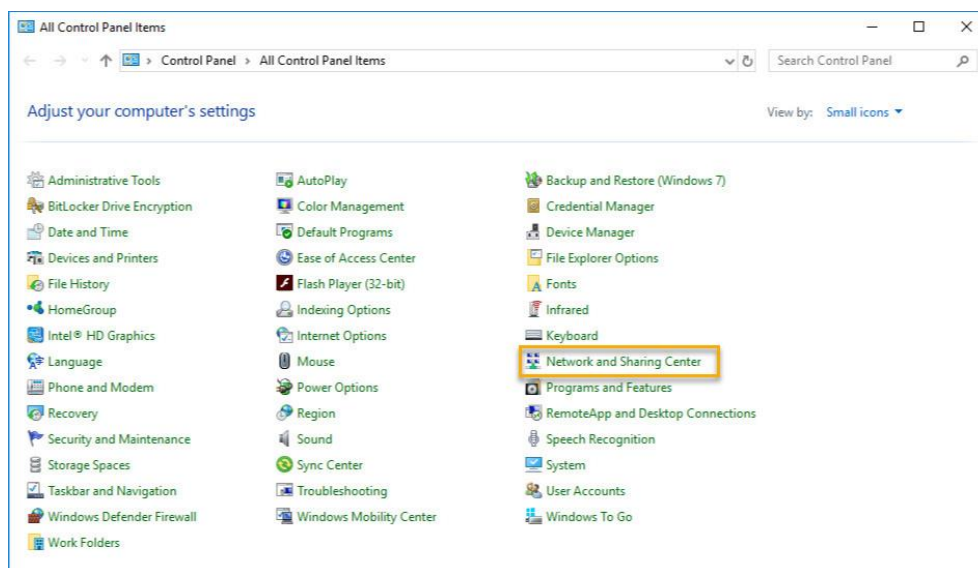 All Control Panel Items
Control Panel > All Control Panel Items
Search Control Panel
Adjust your computer's settings
View by: Small icons
Administrative Tools
AutoPlay
Backup and Restore (Windows 7)
BitLocker Drive Encryption
Color Management
Credential Manager
Date and Time
Default Programs
Device Manager
Devices and Printers
Ease of Access Center
File Explorer Options
File History
Flash Player (32-bit)
Fonts
HomeGroup
Indexing Options
Infrared
Intel® HD Graphics
Internet Options
Keyboard
Language
Mouse
Network and Sharing Center
Phone and Modem
Power Options
Programs and Features
Recovery
Region
RemoteApp and Desktop Connections
Security and Maintenance
Sound
Speech Recognition
Storage Spaces
Sync Center
System
Taskbar and Navigation
Troubleshooting
User Accounts
Windows Defender Firewall
Windows Mobility Center
Windows To Go
Work Folders